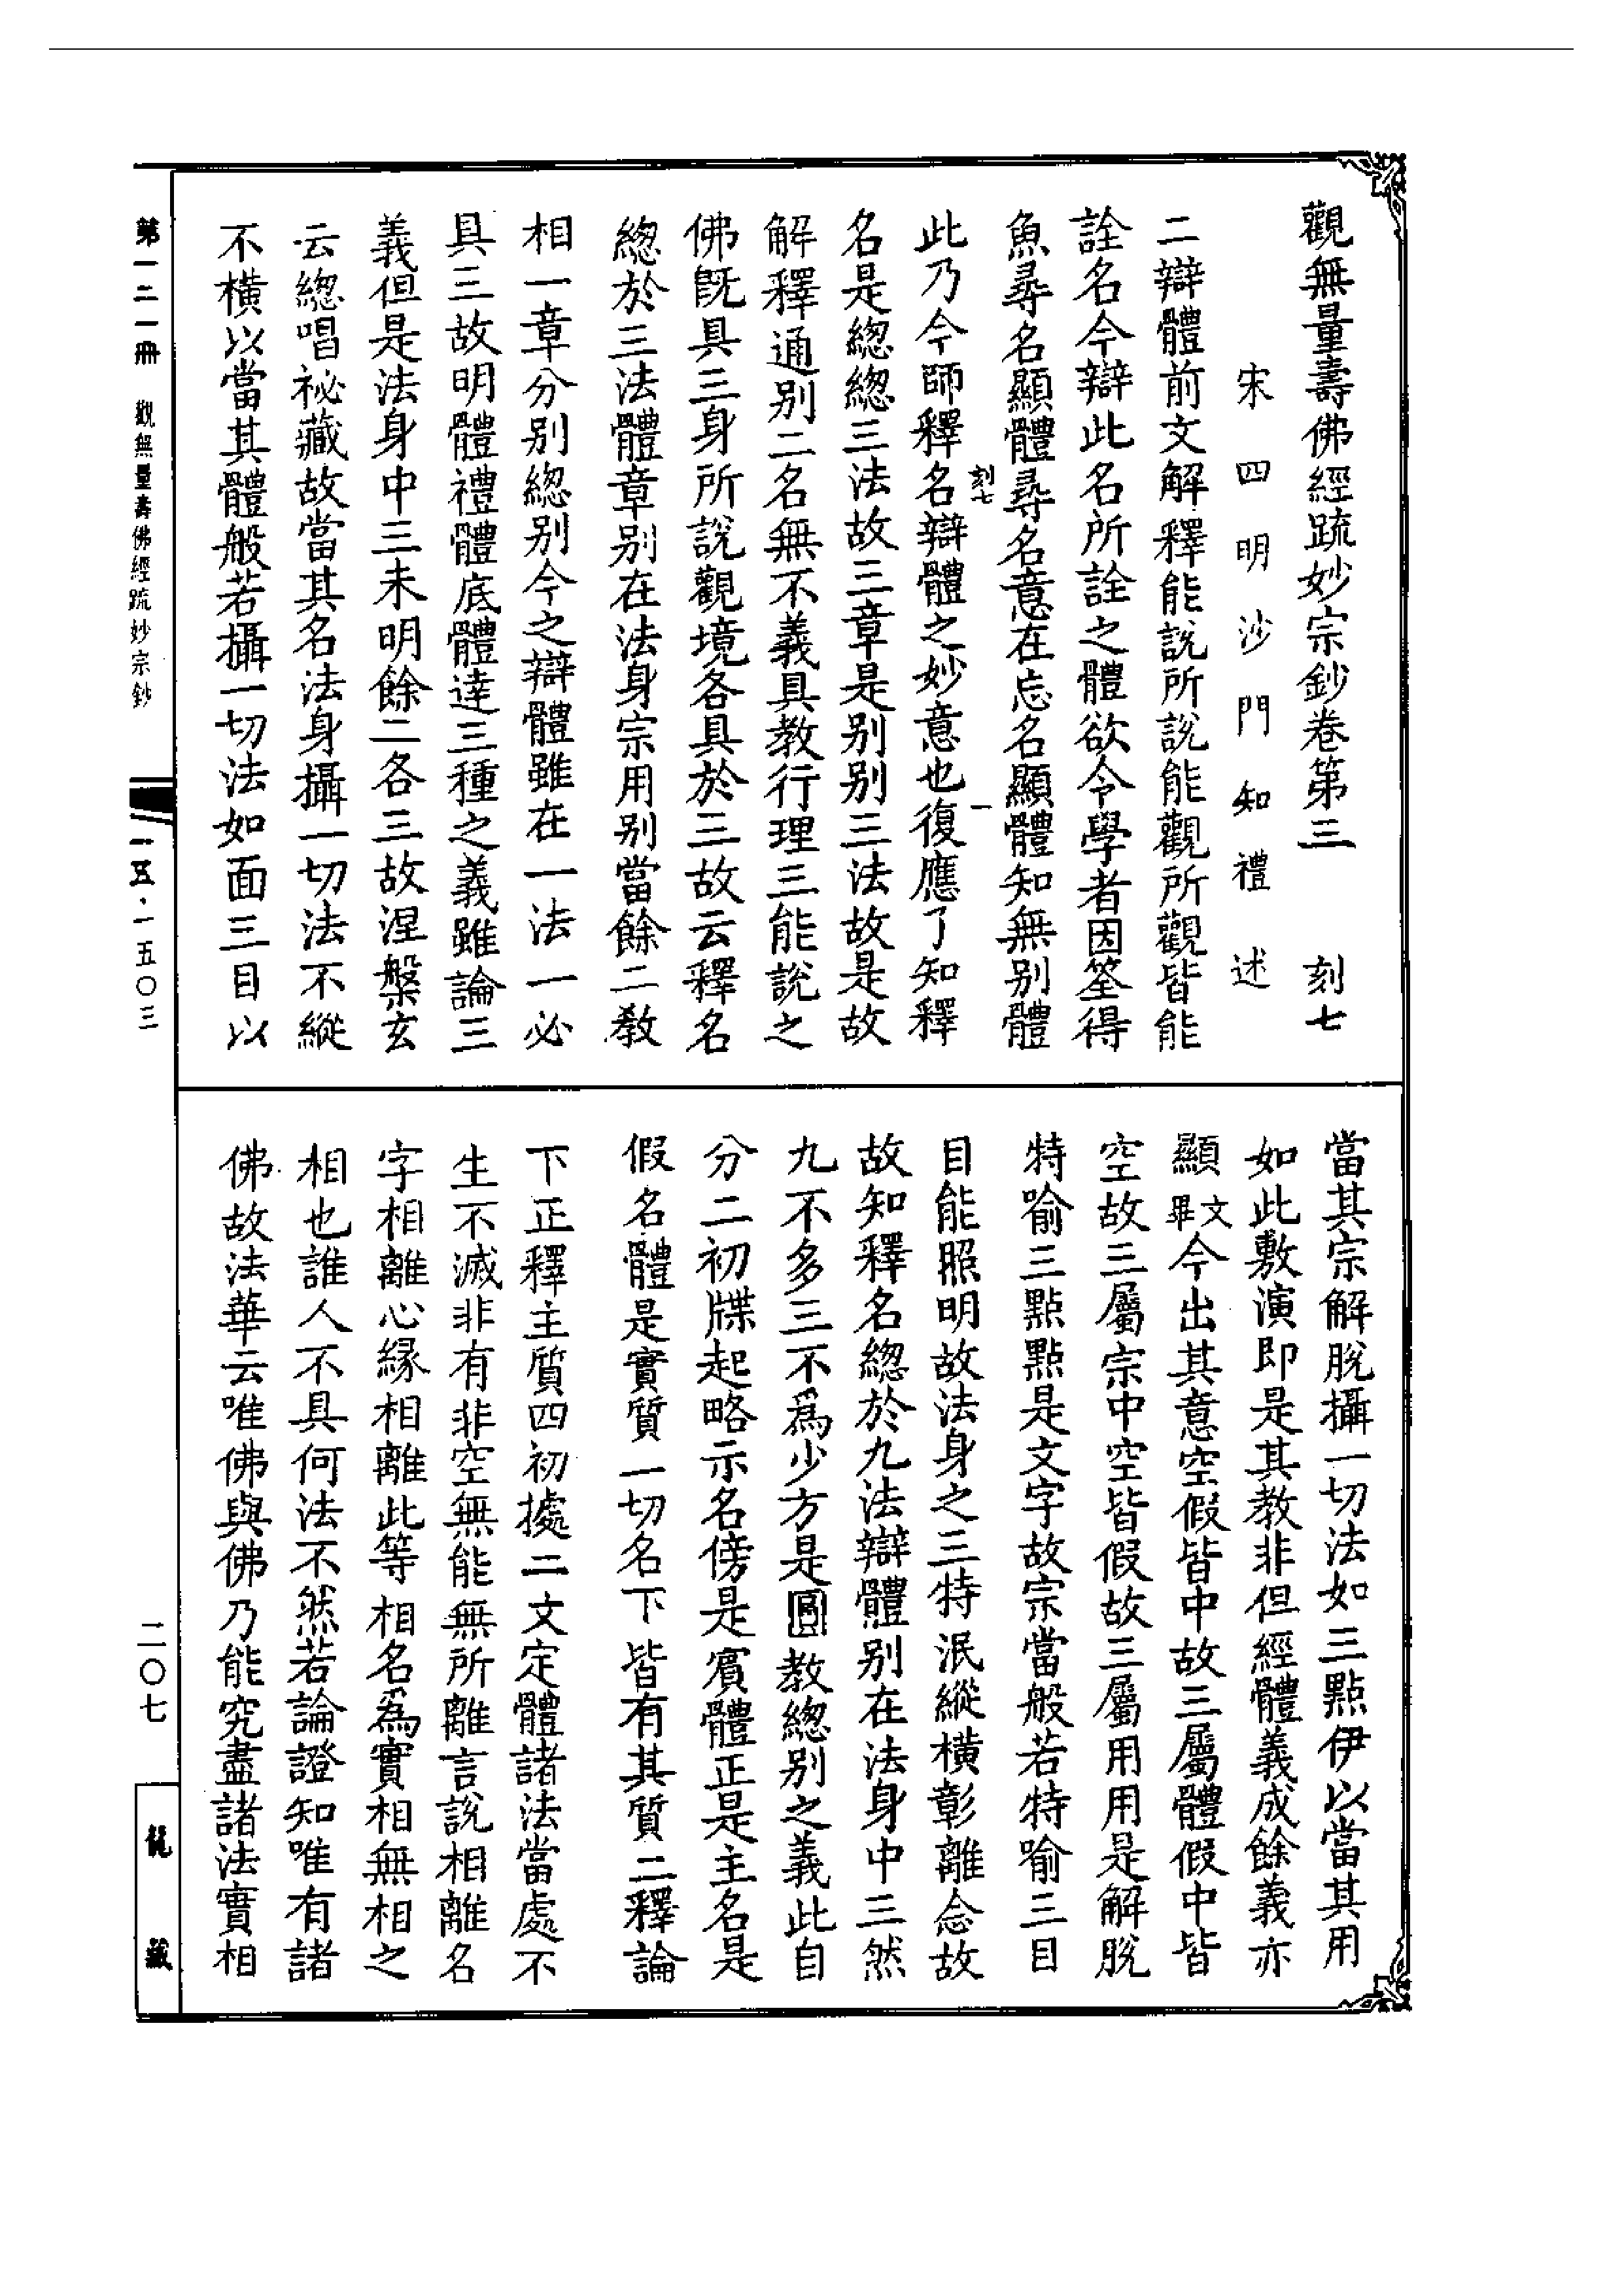 觀無量壽佛經疏妙宗鈔卷第三　刻七
宋四明沙門知禮述
二辯體前文解釋能說所說能觀所觀皆能
詮名今辯此名所詮之體欲令學者因筌得
魚尋名顯體尋名意在忘名顯體知無別體
刻七　一
此乃今師釋名辯體之妙意也復應了知釋
名是總總三法故三章是別別三法故是故
解釋通別二名無不義具教行理三能說之
佛既具三身所說觀境各具於三故云釋名
總於三法體章別在法身宗用別當餘二教
相一章分別總別今之辯體雖在一法一必
具三故明體禮體底體達三種之義雖論三
義但是法身中三未明餘二各三故涅槃玄
云總唱祕藏故當其名法身攝一切法不縱
不橫以當其體般若攝一切法如面三目以
當其宗解脫攝一切法如三點伊以當其用
如此敷演即是其教非但經體義成餘義亦
顯文畢今出其意空假皆中故三屬體假中皆
空故三屬宗中空皆假故三屬用用是解脫
特喻三點點是文字故宗當般若特喻三目
目能照明故法身之三特泯縱橫彰離念故
故知釋名總於九法辯體別在法身中三然
九不多三不為少方是圓教總別之義此自
分二初牒起略示名傍是賓體正是主名是
假名體是實質一切名下皆有其質二釋論
下正釋主質四初據二文定體諸法當處不
生不滅非有非空無能無所離言說相離名
字相離心緣相離此等相名為實相無相之
相也誰人不具何法不然若論證知唯有諸
佛故法華云唯佛與佛乃能究盡諸法實相
第一二一冊　觀無量壽佛經疏妙宗鈔
一五·一五〇三
二〇七
龍藏